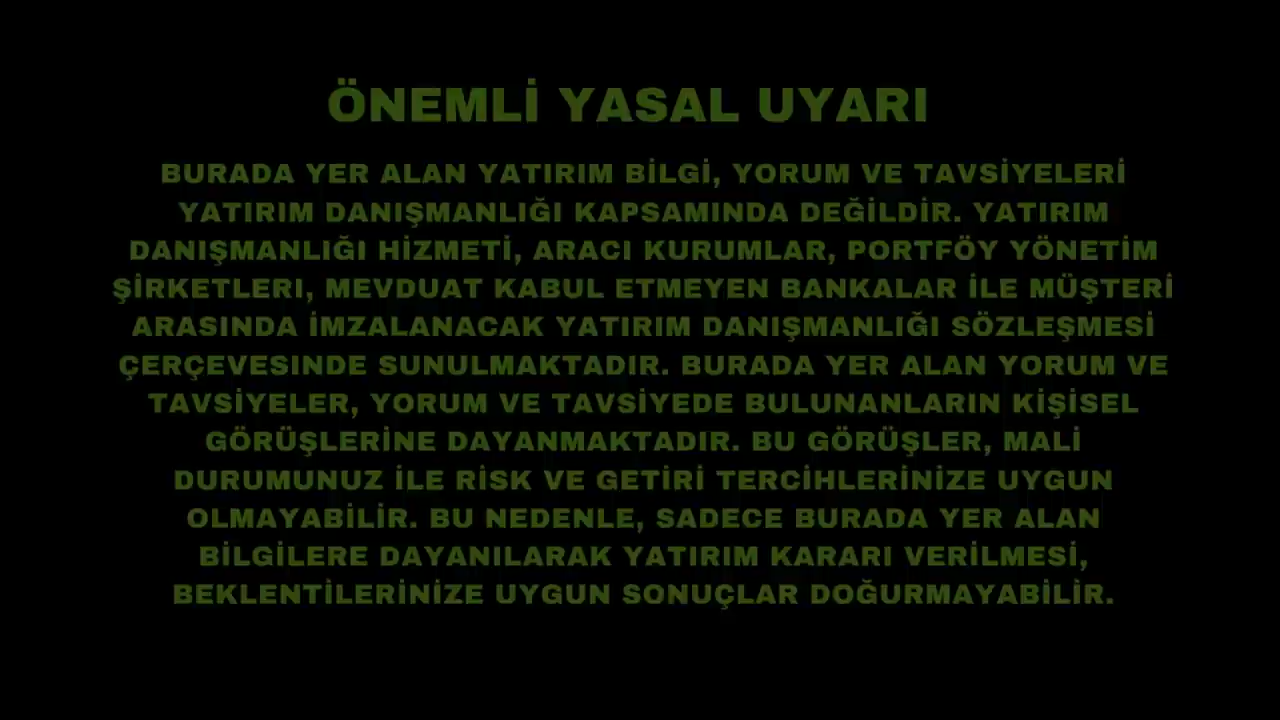 ÖNEMLİ YASAL UYARI
BURADA YER ALAN YATIRIM BİLGİ, YORUM VE TAVSİYELERİ
YATIRIM DANIŞMANLIĞI KAPSAMINDA DEĞİLDİR. YATIRIM
DANIŞMANLIĞI HİZMETİ, ARACI KURUMLAR, PORTFÖY YÖNETİM
ŞİRKETLERI, MEVDUAT KABUL ETMEYEN BANKALAR İLE MÜŞTERİ
ARASINDA İMZALANACAK YATIRIM DANIŞMANLIĞI SÖZLEŞMESİ
ÇERÇEVESINDE SUNULMAKTADIR. BURADA YER ALAN YORUM VE
TAVSİYELER, YORUM VE TAVSİYEDE BULUNANLARIN KİŞİSEL
GÖRÜŞLERİNE DAYANMAKTADIR. BU GÖRÜŞLER, MALİ
DURUMUNUZ İLE RİSK VE GETİRİ TERCİHLERİNİZE UYGUN
OLMAYABİLİR. BU NEDENLE, SADECE BURADA YER ALAN
BİLGİLERE DAYANILARAK YATIRIM KARARI VERİLMESİ,
BEKLENTİLERİNİZE UYGUN SONUÇLAR DOĞURMAYABİLİR.